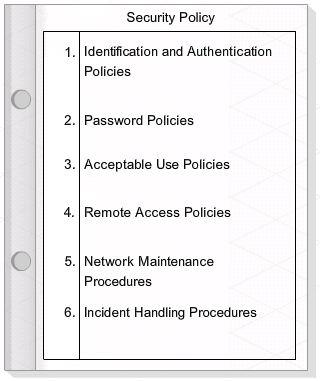 Security Policy
1. Identification and Authentication
Policies
2. Password Policies
3. Acceptable Use Policies
4. Remote Access Policies
5. Network Maintenance
Procedures
6. Incident Handling Procedures